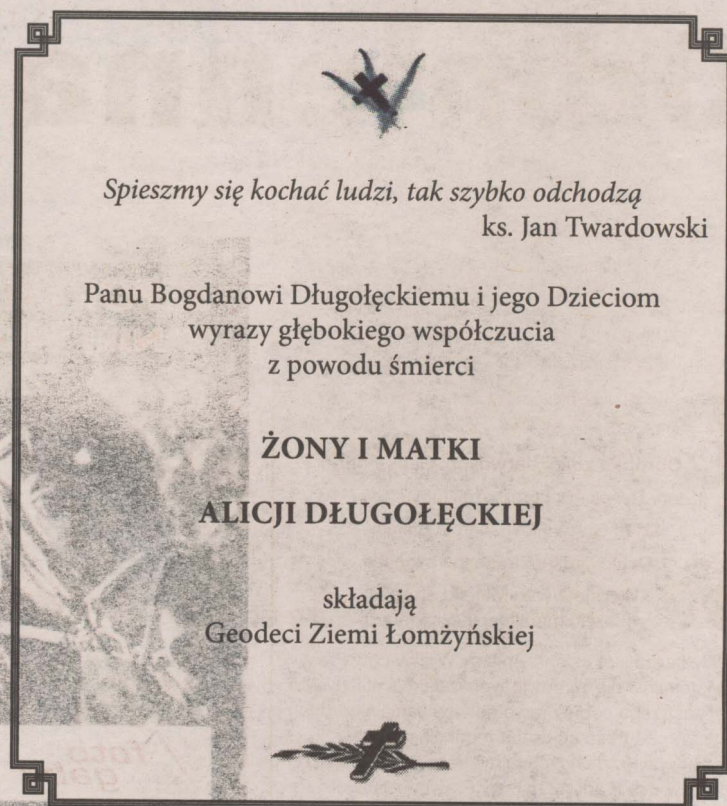 Spieszmy się kochać ludzi, tak szybko odchodzą
ks. Jan Twardowski
Panu Bogdanowi Długołęckiemu i jego Dzieciom
wyrazy głębokiego współczucia
z powodu śmierci
ŻONY I MATKI
ALICJI DŁUGOŁĘCKIEJ
składają
Geodeci Ziemi Łomżyńskiej